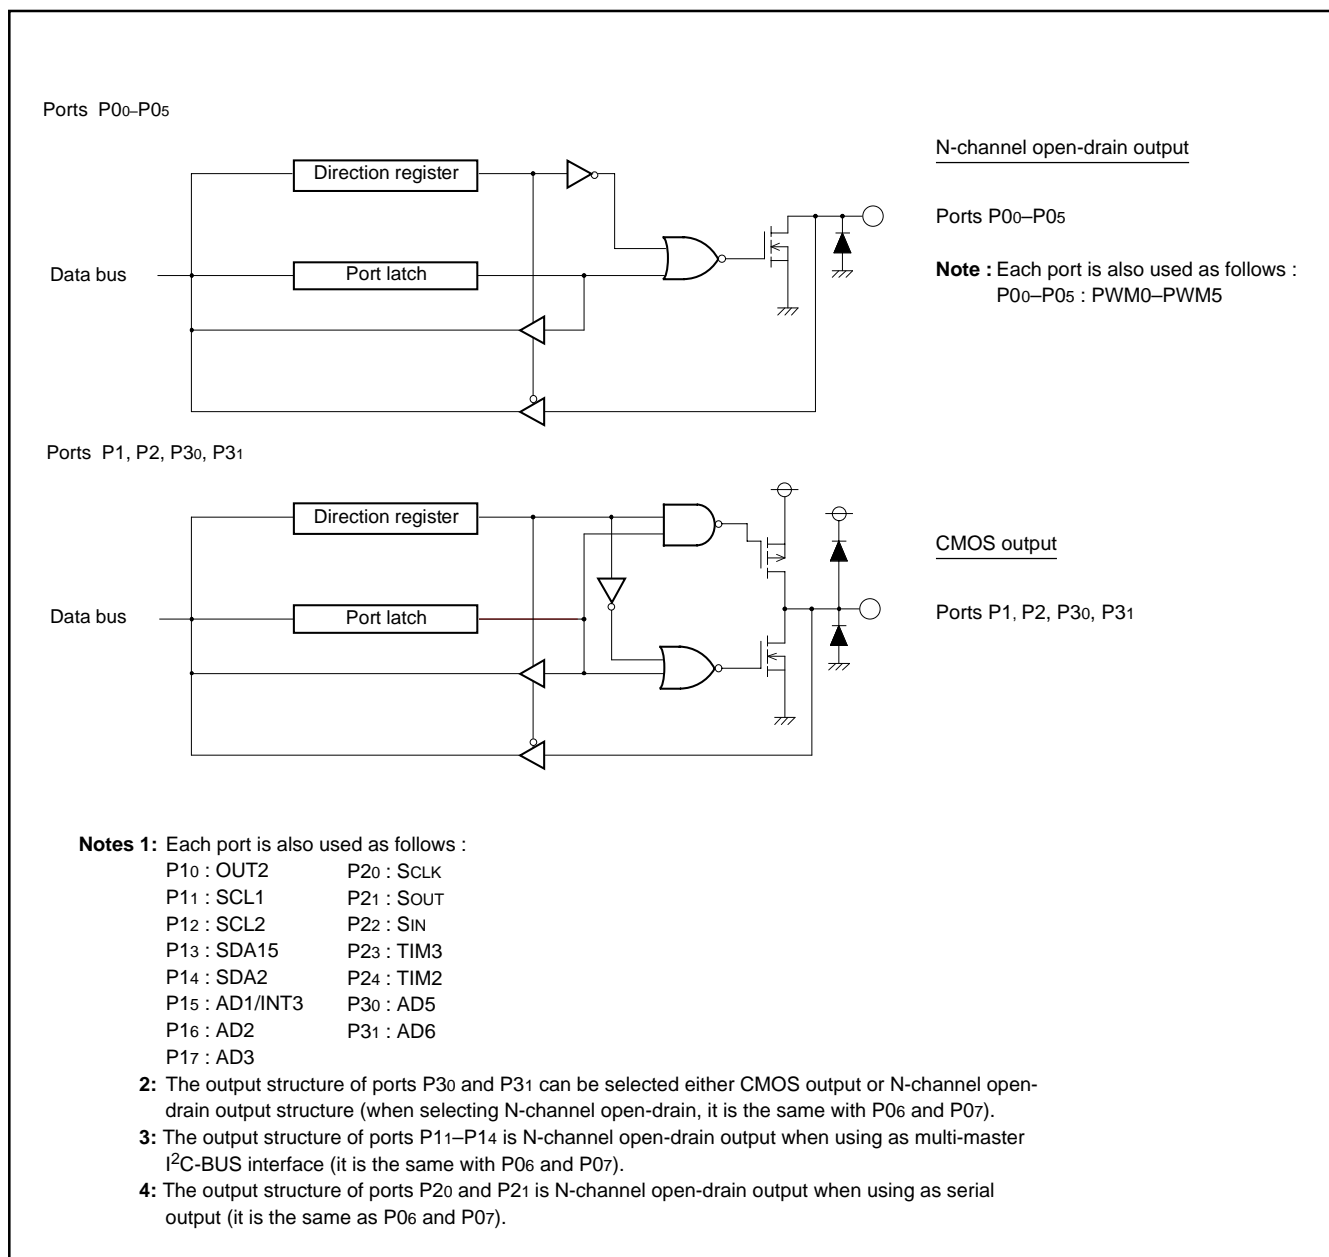 Ports P00–P05
Direction register
Port latch
Data bus
N-channel open-drain output
Ports P00–P05
Note : Each port is also used as follows :
P00–P05 : PWM0–PWM5
Ports P1, P2, P30, P31
Direction register
Port latch
Data bus
CMOS output
Ports P1, P2, P30, P31
Notes 1: Each port is also used as follows :
P10 : OUT2 P20 : SCLK
P11 : SCL1 P21 : SOUT
P12 : SCL2 P22 : SIN
P13 : SDA15 P23 : TIM3
P14 : SDA2 P24 : TIM2
P15 : AD1/INT3 P30 : AD5
P16 : AD2 P31 : AD6
P17 : AD3
2: The output structure of ports P30 and P31 can be selected either CMOS output or N-channel open-
drain output structure (when selecting N-channel open-drain, it is the same with P06 and P07).
3: The output structure of ports P11–P14 is N-channel open-drain output when using as multi-master
I²C-BUS interface (it is the same with P06 and P07).
4: The output structure of ports P20 and P21 is N-channel open-drain output when using as serial
output (it is the same as P06 and P07).